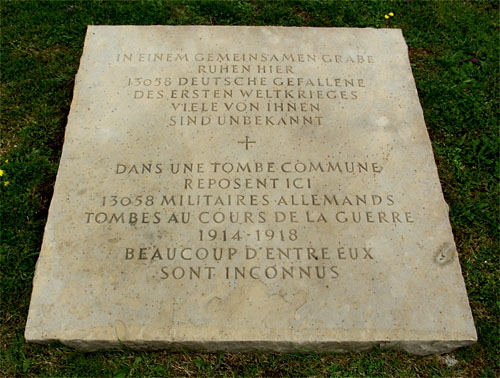 IN EINEM GEMEINSAMEN GRABE
RUHEN HIER
13058 DEUTSCHE GEFALLENE
DES ERSTEN WELTKRIEGES
VIELE VON IHNEN
SIND UNBEKANNT
DANS UNE TOMBE COMMUNE
REPOSENT ICI
13058 MILITAIRES ALLEMANDS
TOMBES AU COURS DE LA GUERRE
1914-1918
BEAUCOUP D'ENTRE EUX
SONT INCONNUS